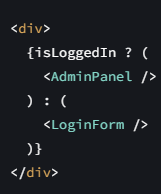 <div>
  {isLoggedIn ? (
    <AdminPanel />
  ) : (
    <LoginForm />
  )}
</div>